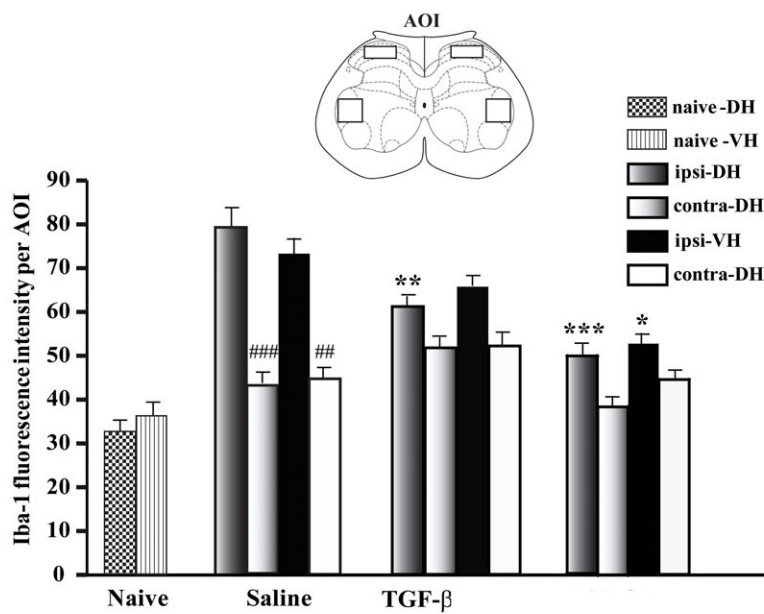 AOI
naive-DH
naive-VH
ipsi-DH
contra-DH
ipsi-VH
contra-DH
Iba-1 fluorescence intensity per AOI
90
80
70
60
50
40
30
20
10
0
###
##
**
***
*
Naive
Saline
TGF-β